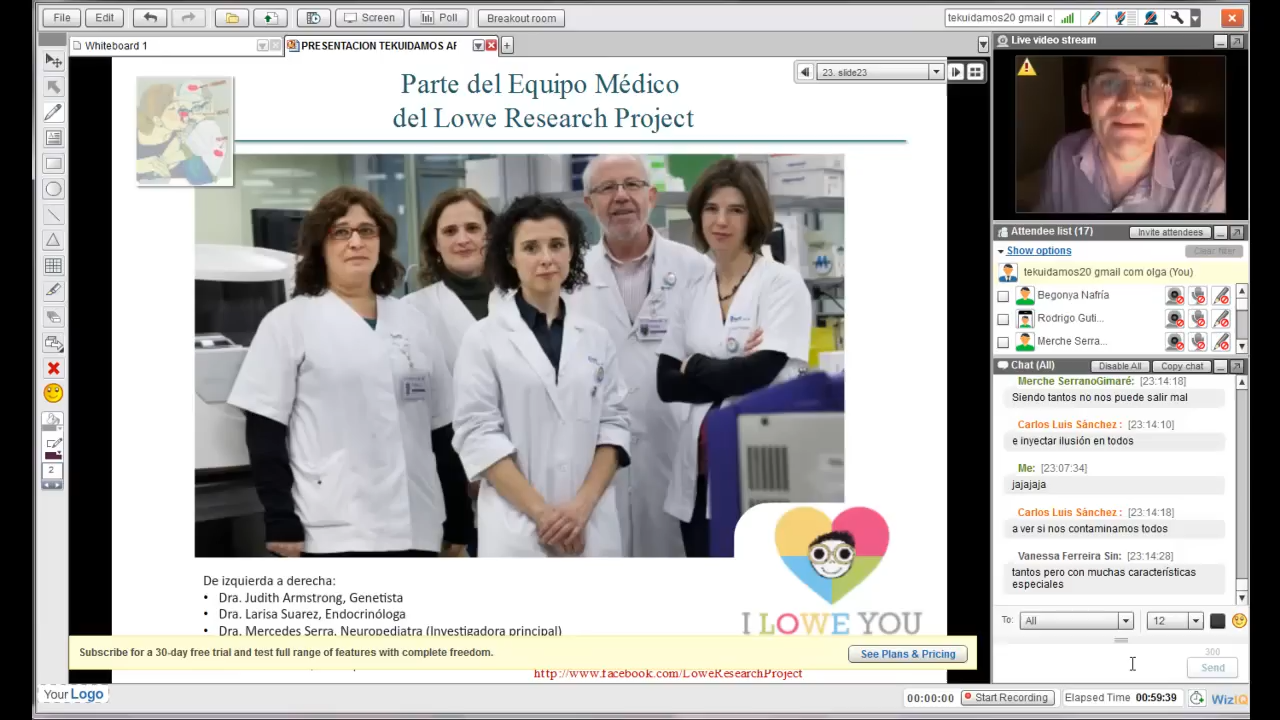 File
Edit
Screen
Poll
Breakout room
tekuidamos20 gmail c
Whiteboard 1
PRESENTACION TEKUIDAMOS AF
23. slide23
Parte del Equipo Médico
del Lowe Research Project
De izquierda a derecha:
• Dra. Judith Armstrong, Genetista
• Dra. Larisa Suarez, Endocrinóloga
• Dra. Mercedes Serra, Neuropediatra (Investigadora principal)
I LOWE YOU
Subscribe for a 30-day free trial and test full range of features with complete freedom.
See Plans & Pricing
http://www.facebook.com/LoweResearchProject
Your Logo
2
Live video stream
Attendee list (17)
Invite attendees
Show options
Clear filter
tekuidamos20 gmail com olga (You)
Begonya Nafría
Rodrigo Guti...
Merche Serra...
Chat (All)
Disable All
Copy chat
Merche SerranoGimaré: [23:14:18]
Siendo tantos no nos puede salir mal
Carlos Luis Sánchez : [23:14:10]
e inyectar ilusión en todos
Me: [23:07:34]
jajajaja
Carlos Luis Sánchez : [23:14:18]
a ver si nos contaminamos todos
Vanessa Ferreira Sin: [23:14:28]
tantos pero con muchas características
especiales
To: All
12
300
Send
00:00:00
Start Recording
Elapsed Time 00:59:39
WizIQ